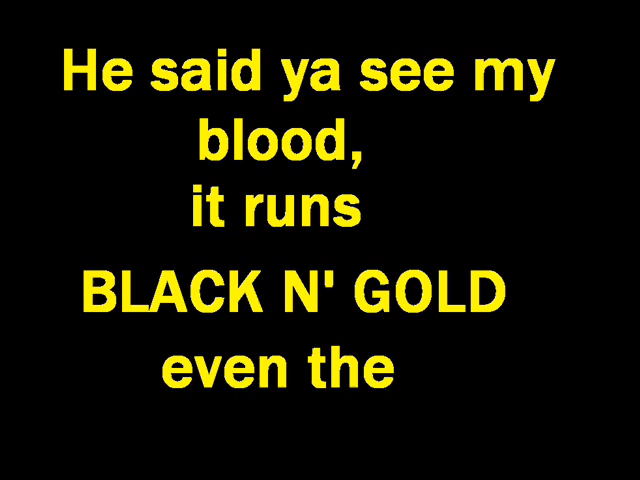 He said ya see my
blood,
it runs
BLACK N' GOLD
even the